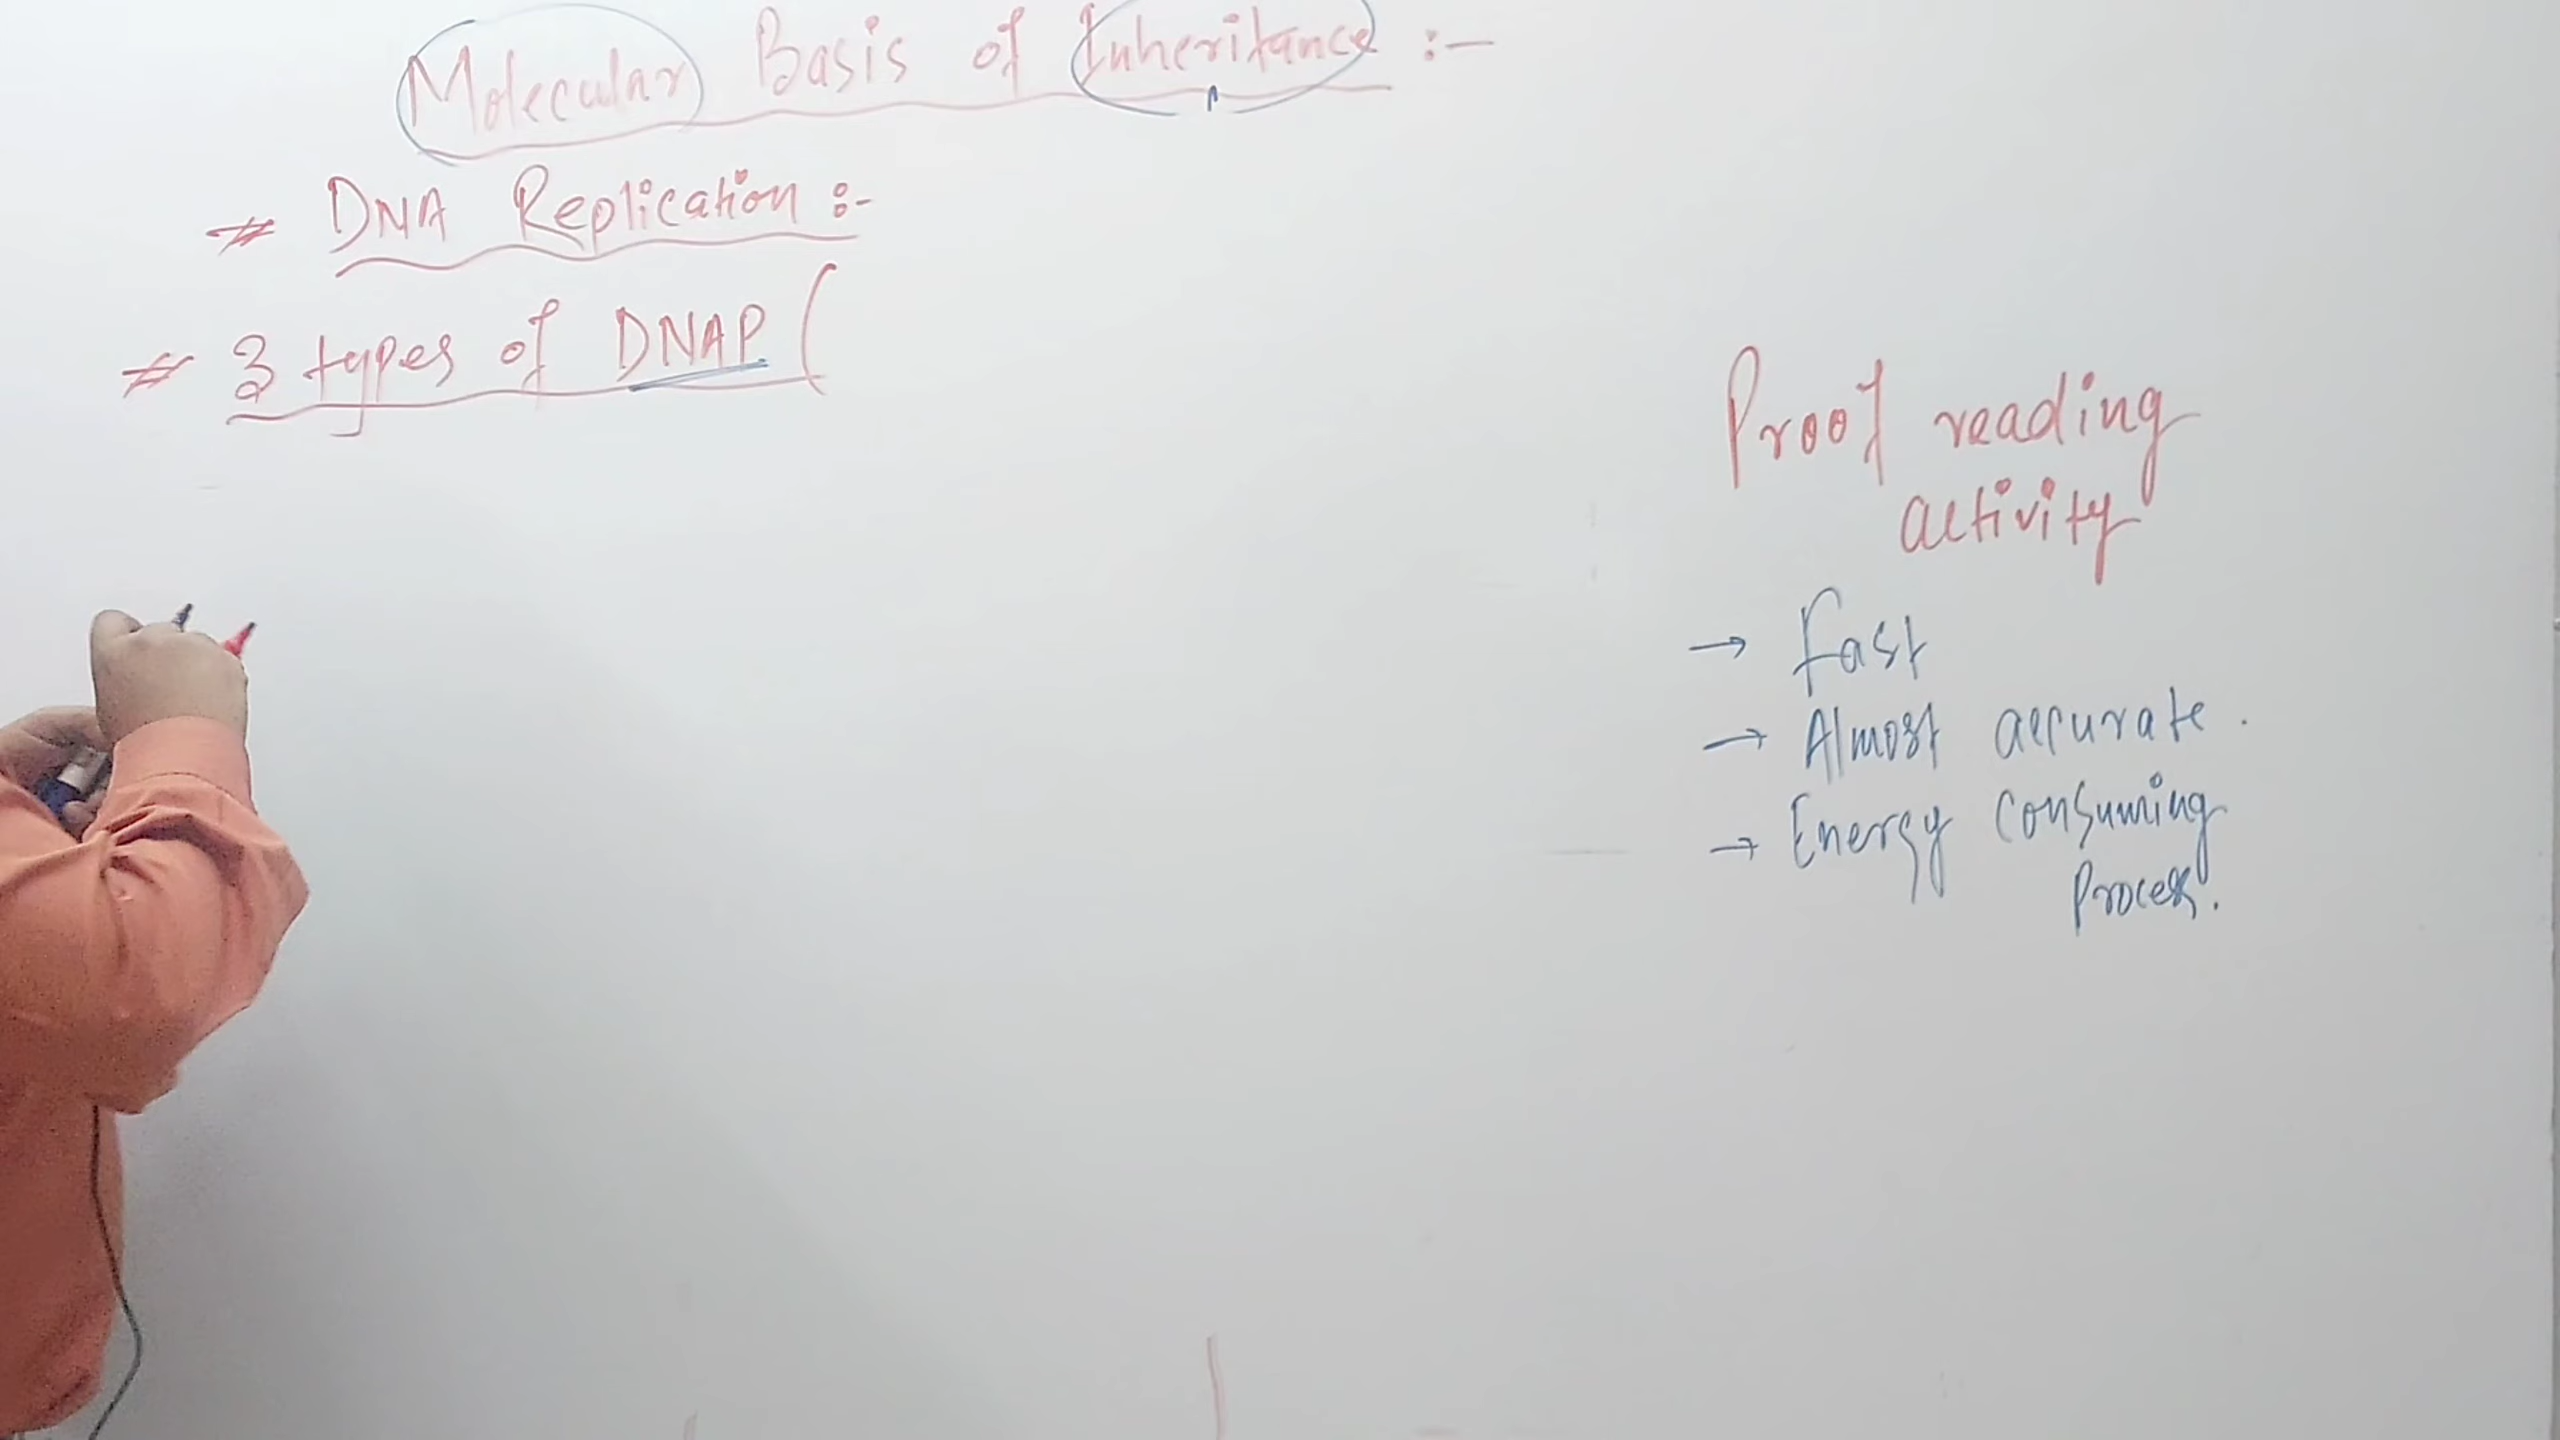 Molecular Basis of Inheritance :-
# DNA Replication :-
# 3 types of DNAP (
Proof reading
activity
→ Fast
→ Almost accurate.
→ Energy Consuming
Process.